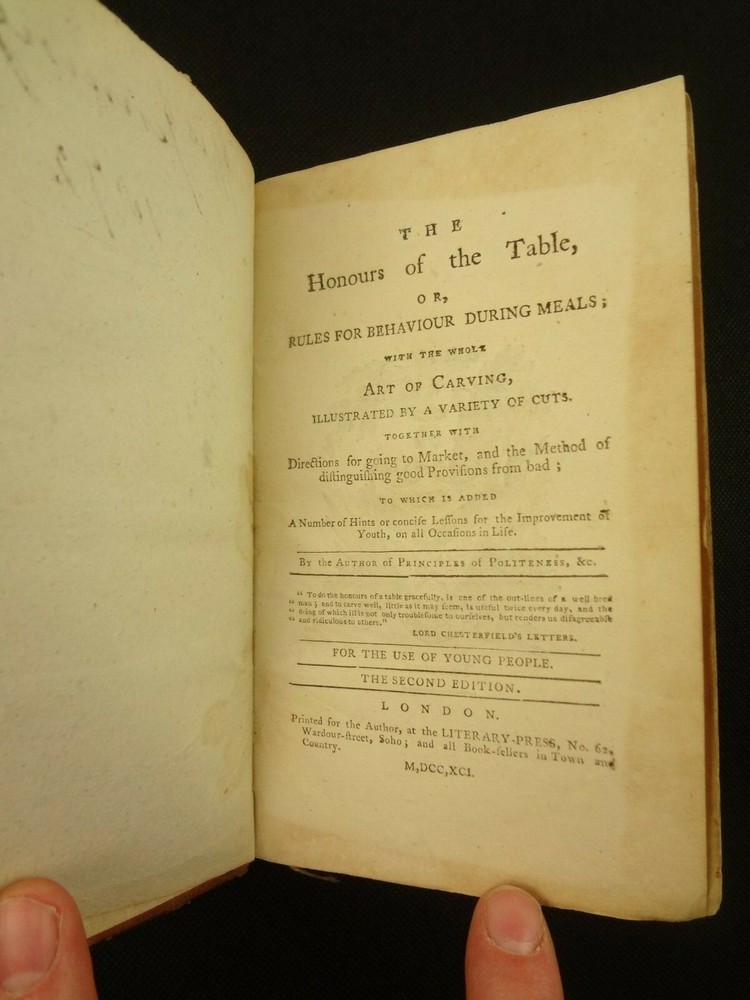 THE
Honours of the Table,
OR,
RULES FOR BEHAVIOUR DURING MEALS;
WITH THE WHOLE
ART OF CARVING,
ILLUSTRATED BY A VARIETY OF CUTS.
TOGETHER WITH
Directions for going to Market, and the Method of
diſtinguiſhing good Proviſions from bad;
TO WHICH IS ADDED
A Number of Hints or conciſe Leſſons for the Improvement of
Youth, on all Occaſions in Life.
BY the AUTHOR of PRINCIPLES of POLITENESS, &c.
" To do the honours of a table gracefully, is one of the out-lines of a well bred
" man; and to carve well, little as it may ſeem, is uſeful twice every day, and the
" doing of which ill is not only troubleſome to ourſelves, but renders us diſagreeable
" and ridiculous to others."
LORD CHESTERFIELD'S LETTERS.
FOR THE USE OF YOUNG PEOPLE.
THE SECOND EDITION.
LONDON.
Printed for the Author, at the LITERARY-PRESS, No. 62,
Wardour-ſtreet, Soho; and all Book-ſellers in Town and
Country.
M,DCC,XCI.